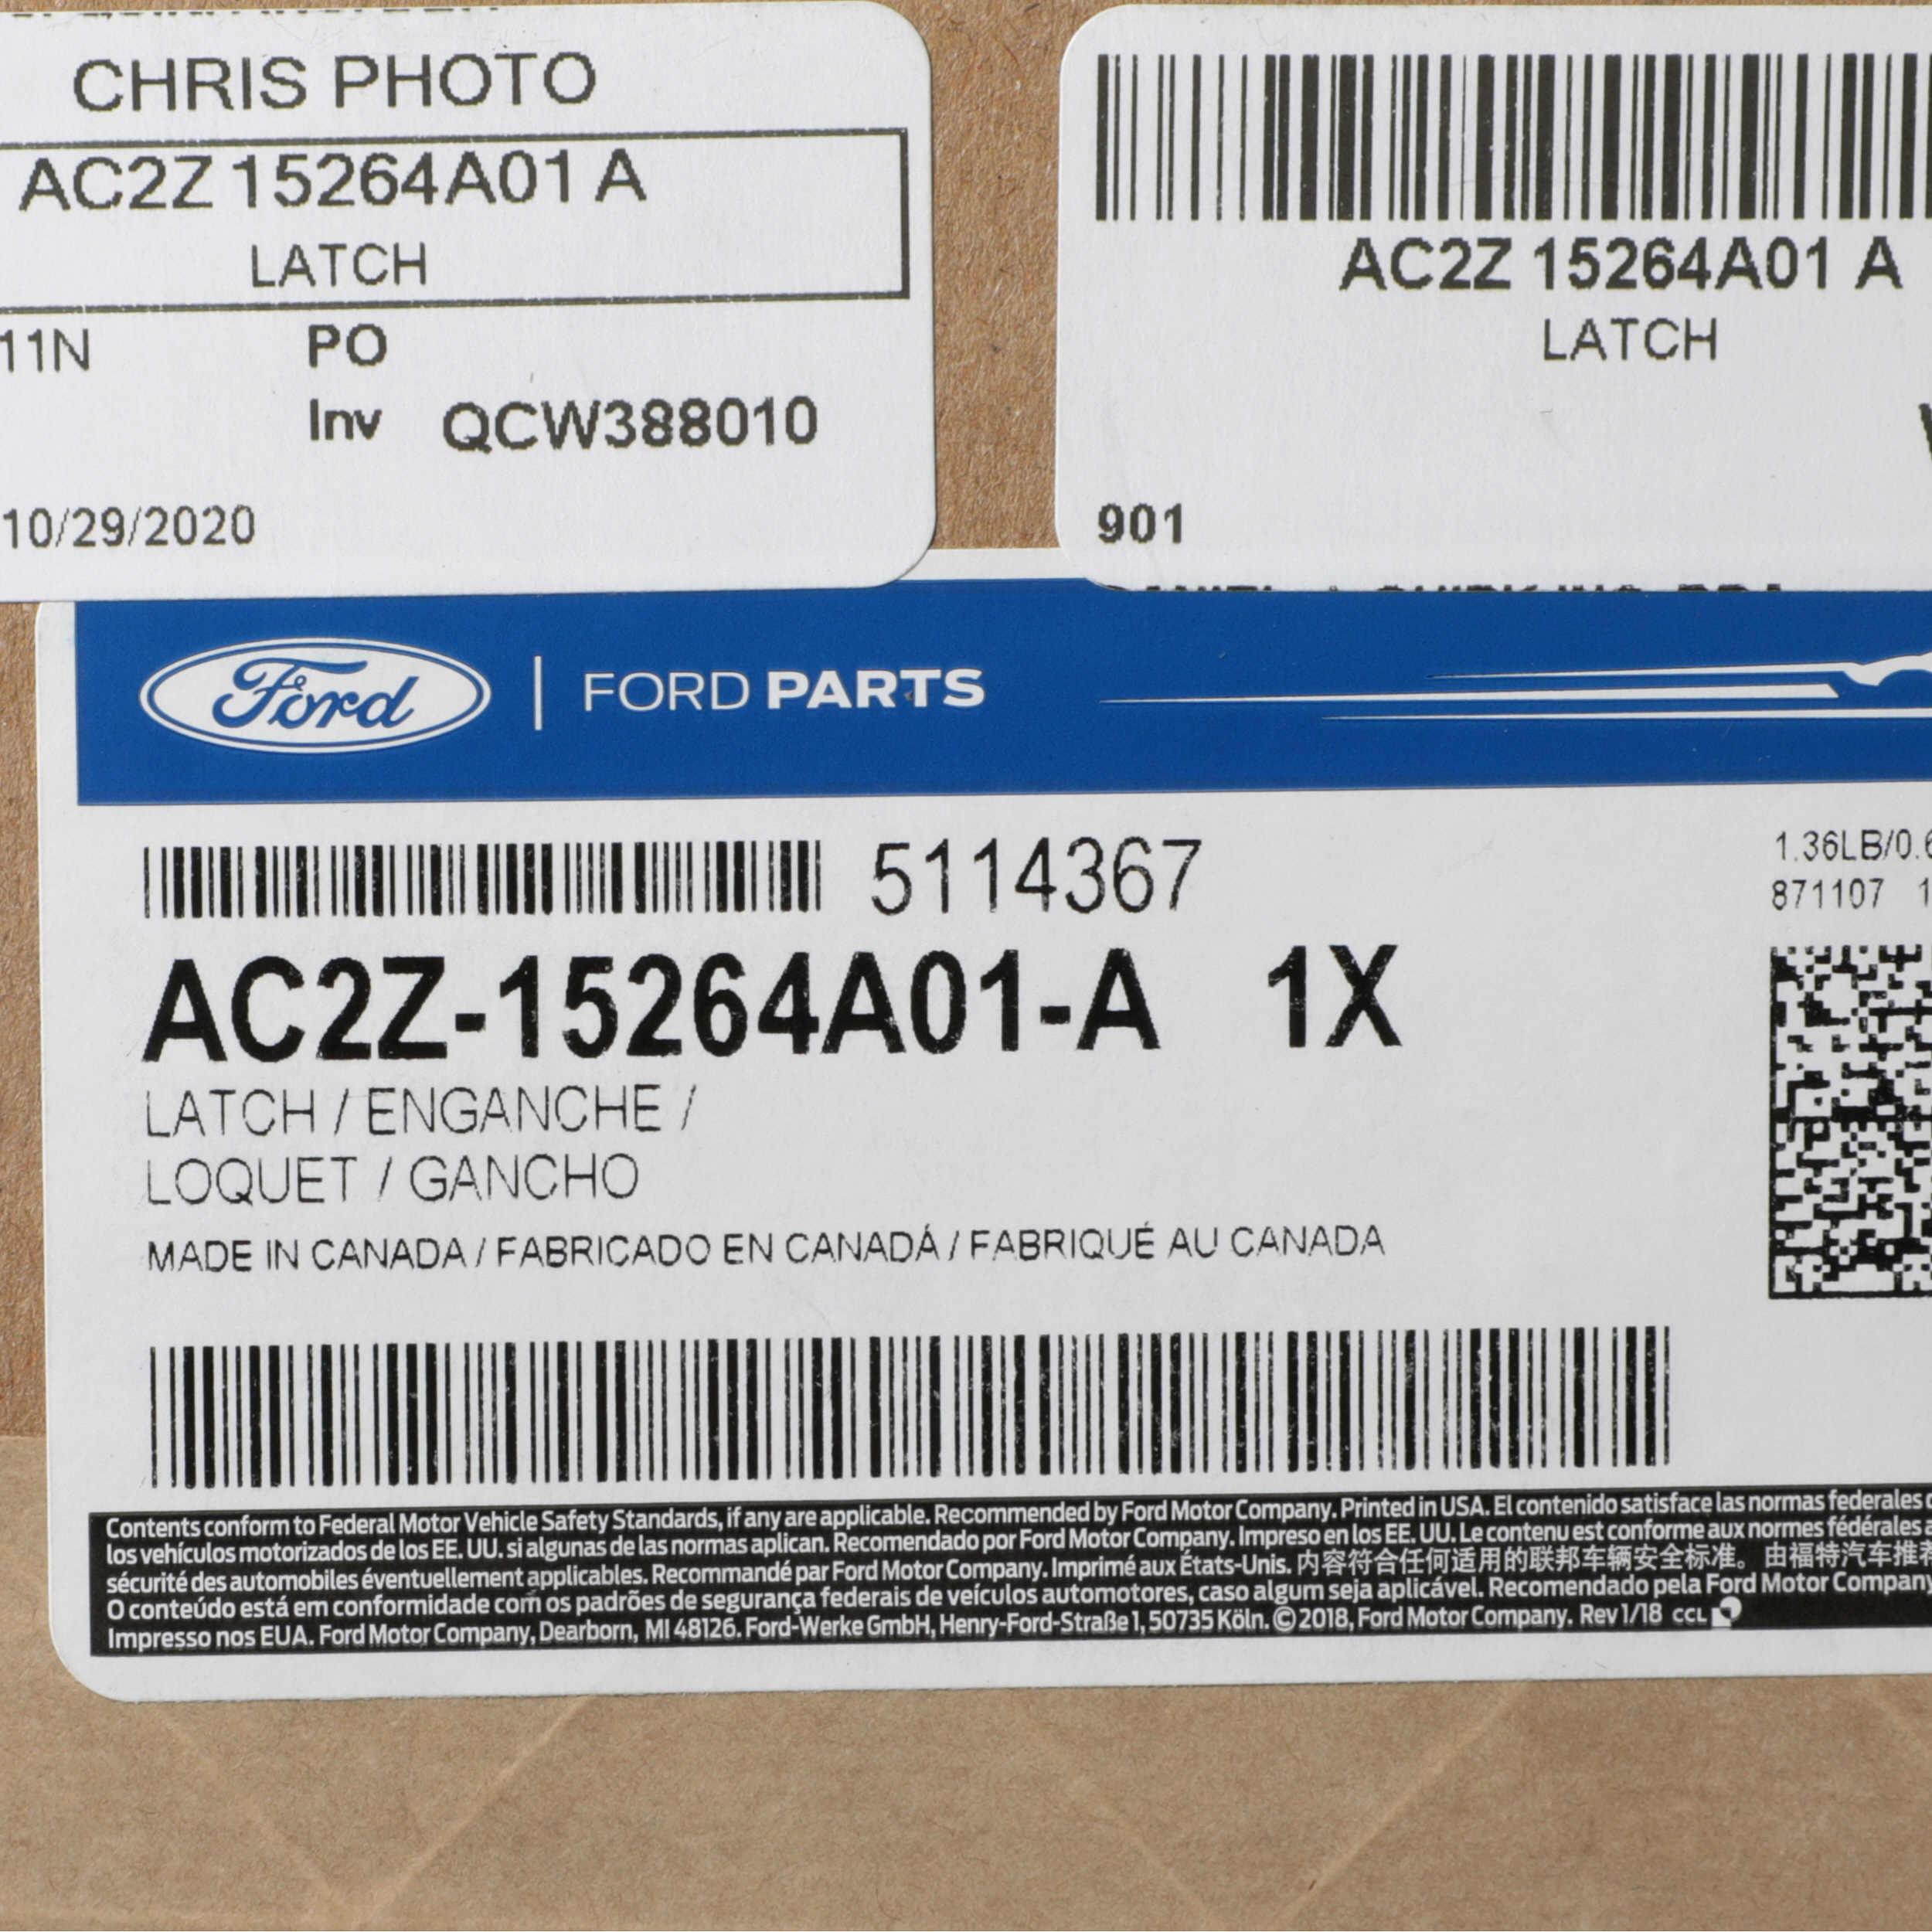 CHRIS PHOTO
AC2Z 15264A01 A
LATCH
11N PO
Inv QCW388010
10/29/2020
AC2Z 15264A01 A
LATCH
901
Ford | FORD PARTS
5114367
1.36LB/0.6
871107 1
AC2Z-15264A01-A 1X
LATCH / ENGANCHE /
LOQUET / GANCHO
MADE IN CANADA / FABRICADO EN CANADÁ / FABRIQUÉ AU CANADA
Contents conform to Federal Motor Vehicle Safety Standards, if any are applicable. Recommended by Ford Motor Company. Printed in USA. El contenido satisface las normas federales
los vehículos motorizados de los EE. UU. si algunas de las normas aplican. Recomendado por Ford Motor Company. Impreso en los EE. UU. Le contenu est conforme aux normes fédérales
sécurité des automobiles éventuellement applicables. Recommandé par Ford Motor Company. Imprimé aux États-Unis. 内容符合任何适用的联邦车辆安全标准。 由福特汽车推荐
O conteúdo está em conformidade com os padrões de segurança federais de veículos automotores, caso algum seja aplicável. Recomendado pela Ford Motor Company
Impresso nos EUA. Ford Motor Company, Dearborn, MI 48126. Ford-Werke GmbH, Henry-Ford-Straße 1, 50735 Köln. © 2018, Ford Motor Company. Rev 1/18 CCL